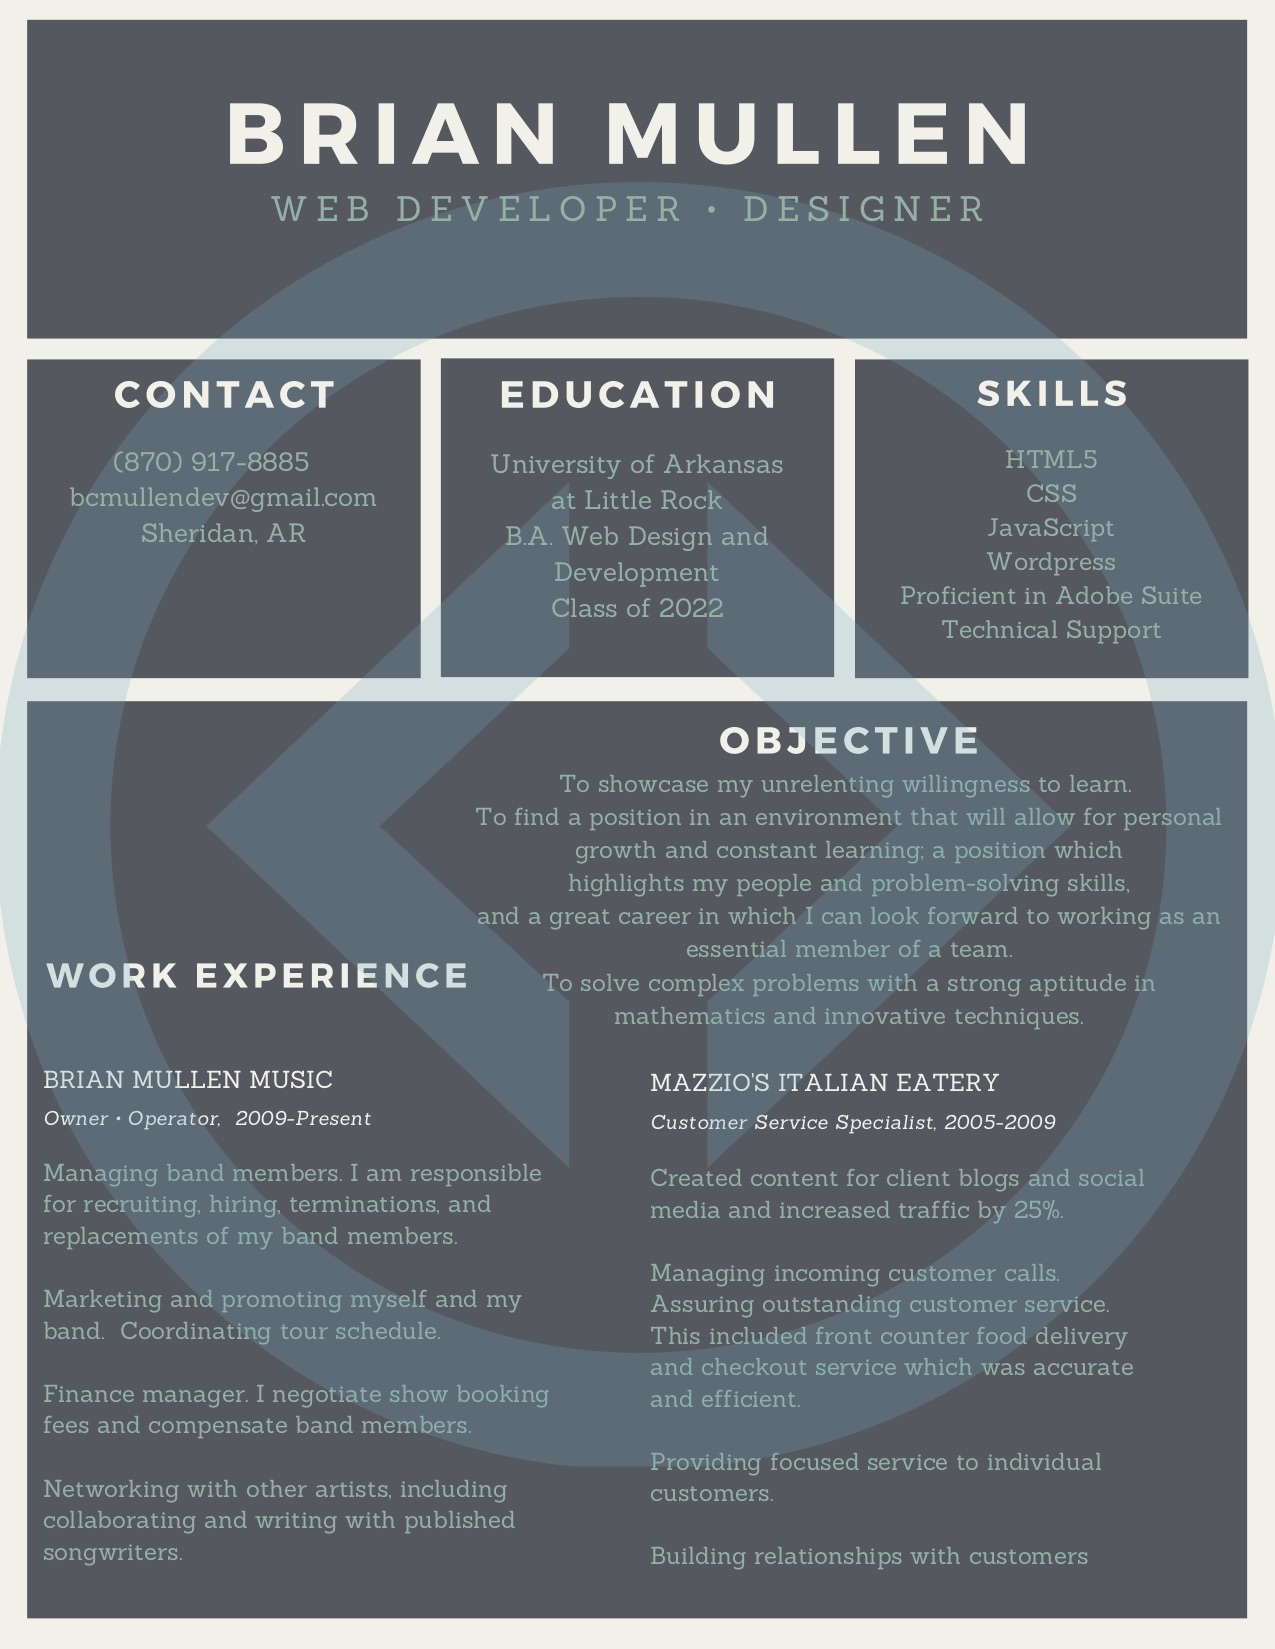 BRIAN MULLEN
WEB DEVELOPER • DESIGNER
CONTACT
(870) 917-8885
bcmullendev@gmail.com
Sheridan, AR
EDUCATION
University of Arkansas
at Little Rock
B.A. Web Design and
Development
Class of 2022
SKILLS
HTML5
CSS
JavaScript
Wordpress
Proficient in Adobe Suite
Technical Support
OBJECTIVE
To showcase my unrelenting willingness to learn.
To find a position in an environment that will allow for personal
growth and constant learning; a position which
highlights my people and problem-solving skills,
and a great career in which I can look forward to working as an
essential member of a team.
To solve complex problems with a strong aptitude in
mathematics and innovative techniques.
WORK EXPERIENCE
BRIAN MULLEN MUSIC
Owner • Operator,  2009-Present
Managing band members. I am responsible
for recruiting, hiring, terminations, and
replacements of my band members.
Marketing and promoting myself and my
band.  Coordinating tour schedule.
Finance manager. I negotiate show booking
fees and compensate band members.
Networking with other artists, including
collaborating and writing with published
songwriters.
MAZZIO'S ITALIAN EATERY
Customer Service Specialist, 2005-2009
Created content for client blogs and social
media and increased traffic by 25%.
Managing incoming customer calls.
Assuring outstanding customer service.
This included front counter food delivery
and checkout service which was accurate
and efficient.
Providing focused service to individual
customers.
Building relationships with customers